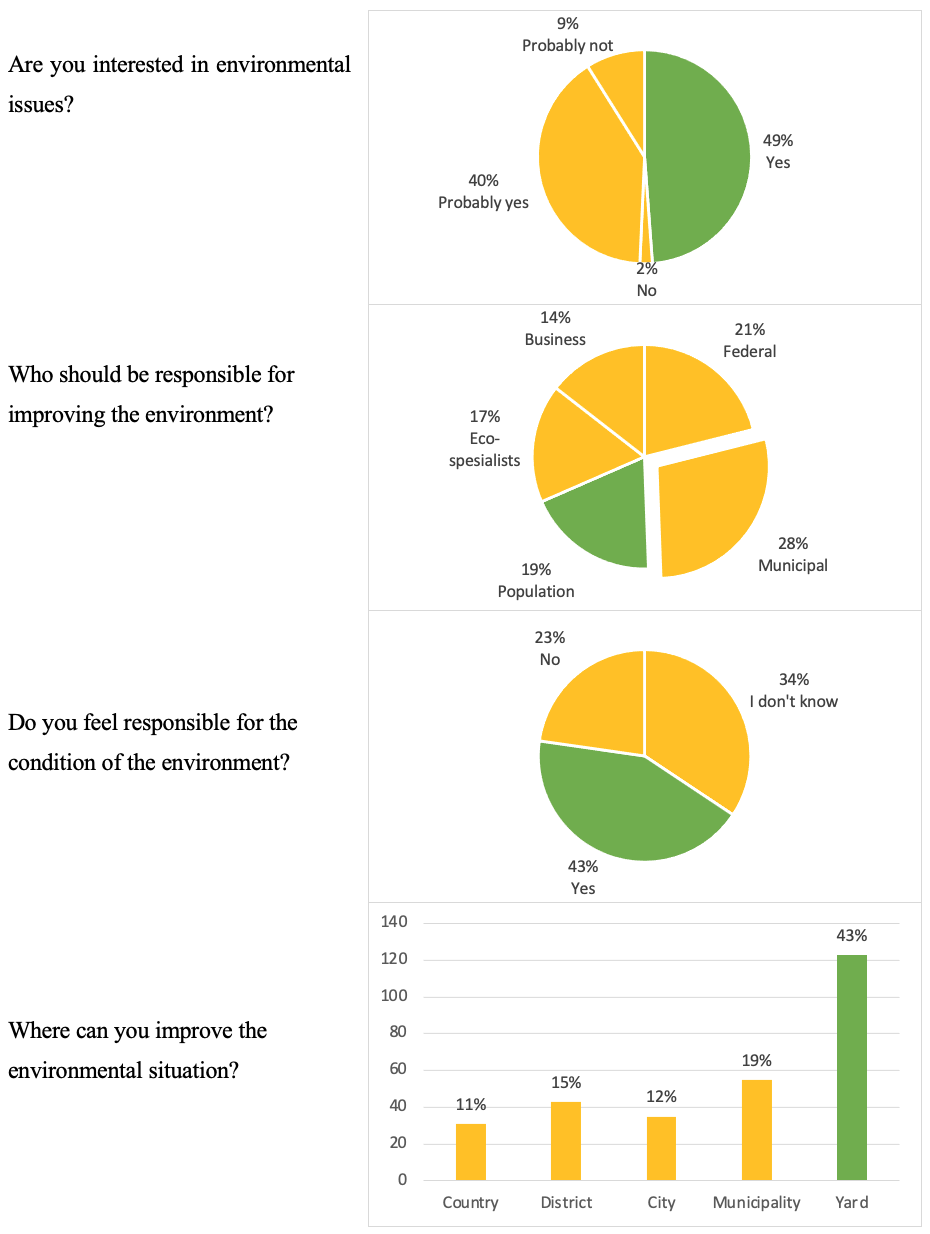 Are you interested in environmental
issues?
9%
Probably not
49%
Yes
40%
Probably yes
2%
No
Who should be responsible for
improving the environment?
14%
Business
21%
Federal
17%
Eco-
spesialists
28%
Municipal
19%
Population
Do you feel responsible for the
condition of the environment?
23%
No
34%
I don't know
43%
Yes
Where can you improve the
environmental situation?
140
120
100
80
60
40
20
0
11%
15%
12%
19%
43%
Country
District
City
Municipality
Yard